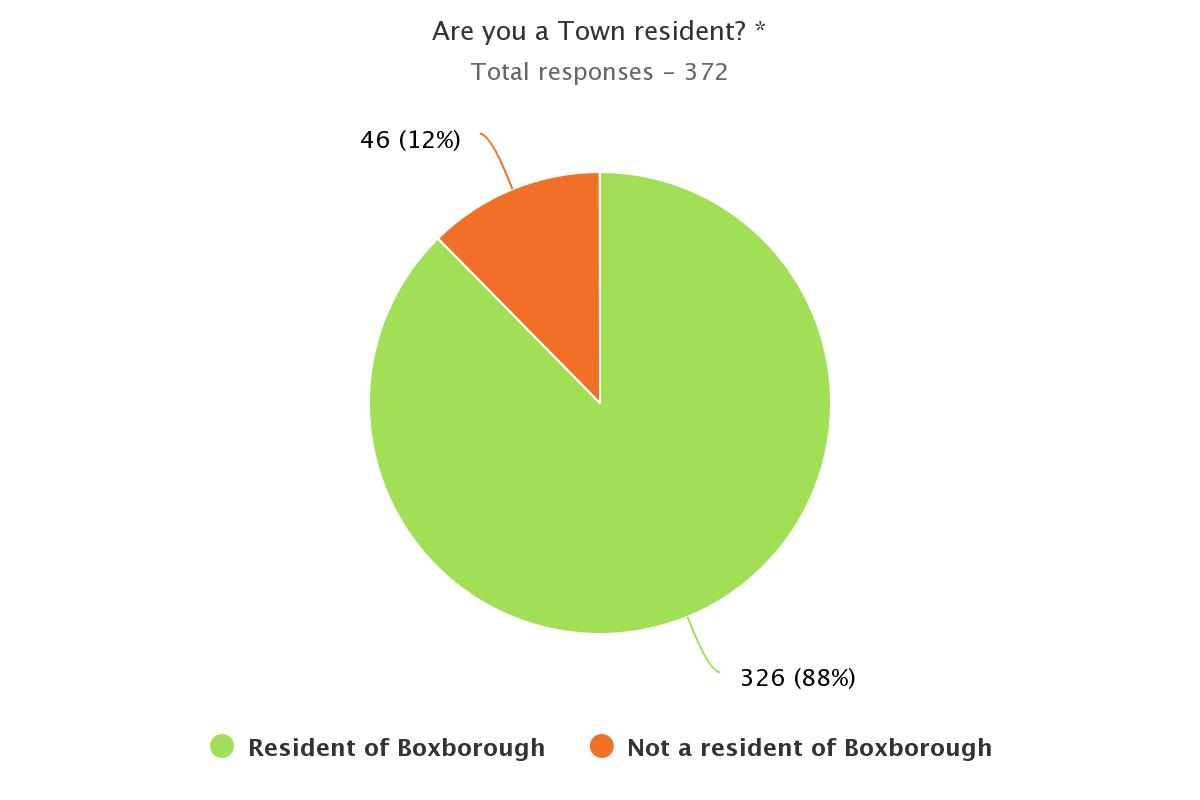 Are you a Town resident? *
Total responses – 372
46 (12%)
326 (88%)
Resident of Boxborough
Not a resident of Boxborough